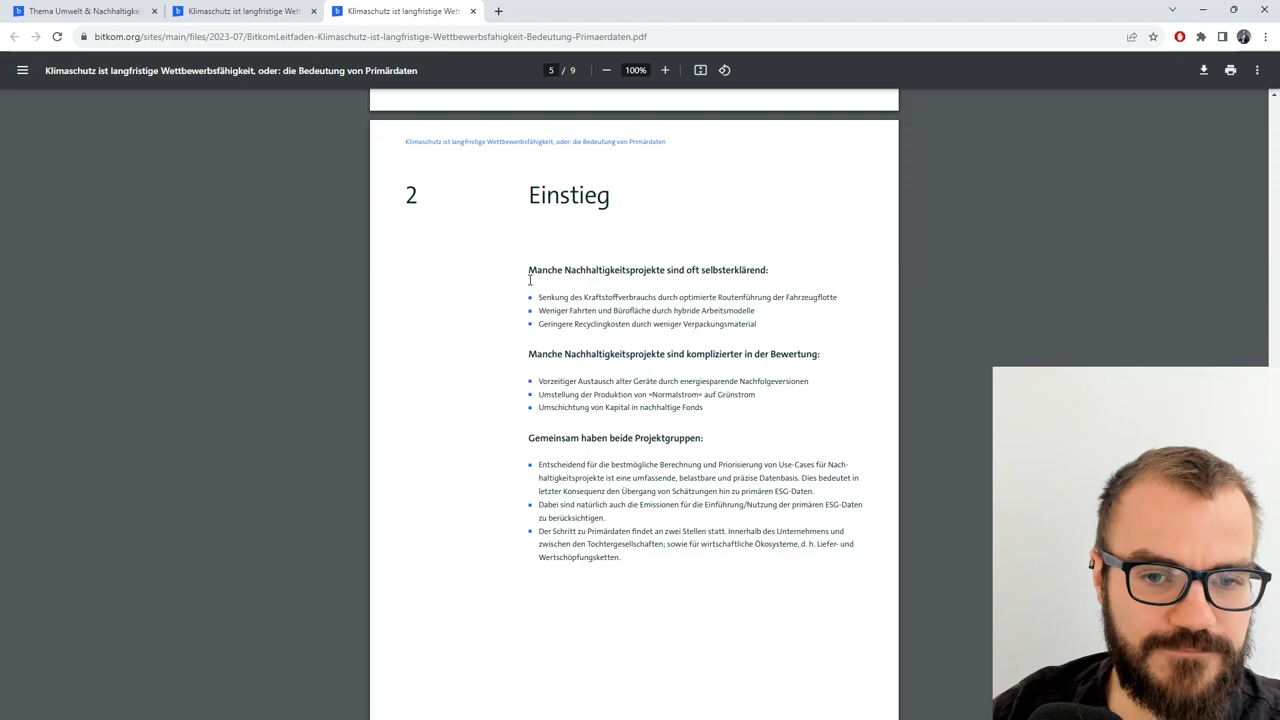 Thema Umwelt & Nachhaltigkei
Klimaschutz ist langfristige Wett
Klimaschutz ist langfristige Wett
bitkom.org/sites/main/files/2023-07/BitkomLeitfaden-Klimaschutz-ist-langfristige-Wettbewerbsfahigkeit-Bedeutung-Primaerdaten.pdf
Klimaschutz ist langfristige Wettbewerbsfähigkeit, oder: die Bedeutung von Primärdaten
5 / 9
100%
Klimaschutz ist langfristige Wettbewerbsfähigkeit, oder: die Bedeutung von Primärdaten
2 Einstieg
Manche Nachhaltigkeitsprojekte sind oft selbsterklärend:
Senkung des Kraftstoffverbrauchs durch optimierte Routenführung der Fahrzeugflotte
Weniger Fahrten und Bürofläche durch hybride Arbeitsmodelle
Geringere Recyclingkosten durch weniger Verpackungsmaterial
Manche Nachhaltigkeitsprojekte sind komplizierter in der Bewertung:
Vorzeitiger Austausch alter Geräte durch energiesparende Nachfolgeversionen
Umstellung der Produktion von »Normalstrom« auf Grünstrom
Umschichtung von Kapital in nachhaltige Fonds
Gemeinsam haben beide Projektgruppen:
Entscheidend für die bestmögliche Berechnung und Priorisierung von Use-Cases für Nach-
haltigkeitsprojekte ist eine umfassende, belastbare und präzise Datenbasis. Dies bedeutet in
letzter Konsequenz den Übergang von Schätzungen hin zu primären ESG-Daten.
Dabei sind natürlich auch die Emissionen für die Einführung/Nutzung der primären ESG-Daten
zu berücksichtigen.
Der Schritt zu Primärdaten findet an zwei Stellen statt. Innerhalb des Unternehmens und
zwischen den Tochtergesellschaften; sowie für wirtschaftliche Ökosysteme, d. h. Liefer- und
Wertschöpfungsketten.